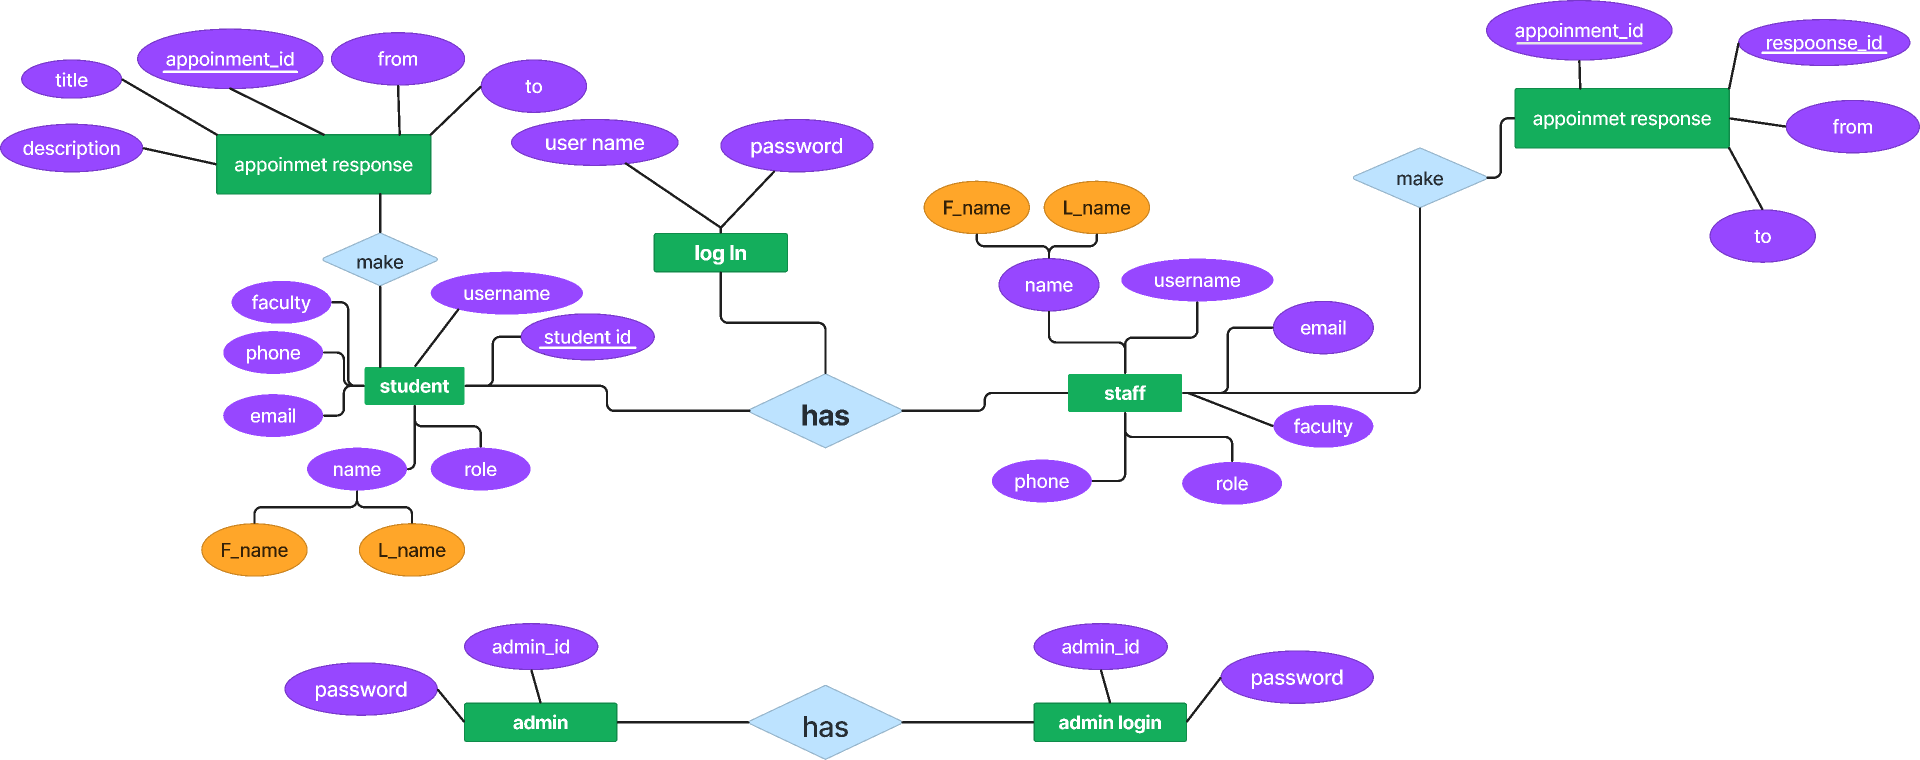 appoinment_id
respoonse_id
appoinment_id
from
title
to
description
appoinmet response
user name
password
appoinmet response
from
make
F_name
L_name
to
log In
make
name
username
faculty
username
student id
email
phone
student
email
has
staff
faculty
name
role
phone
role
F_name
L_name
admin_id
admin_id
password
password
admin
has
admin login